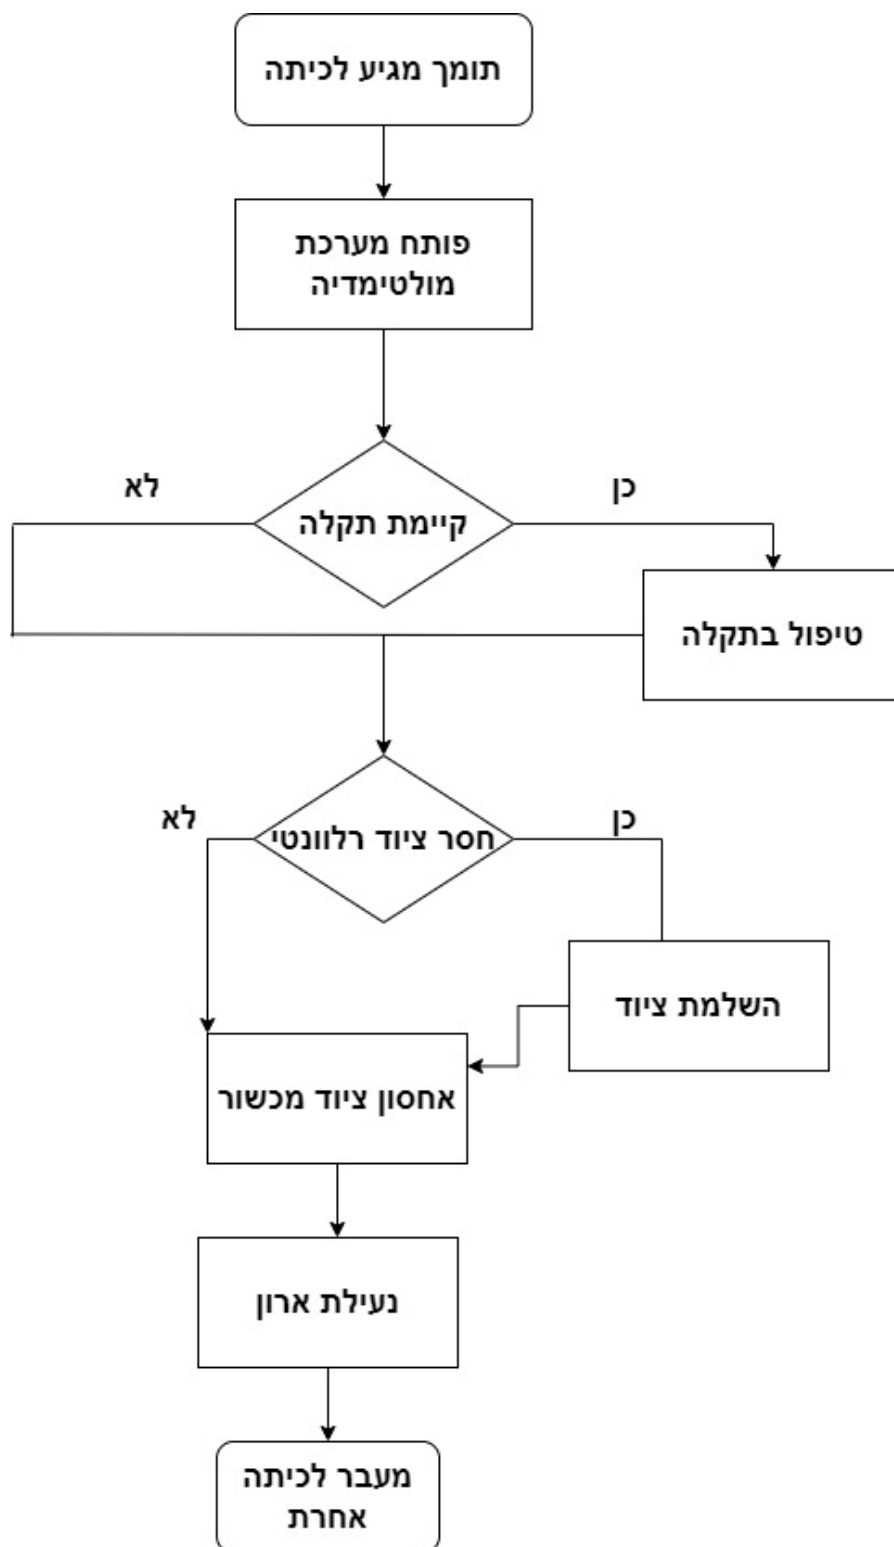 תומך מגיע לכיתה
פותח מערכת
מולטימדיה
קיימת תקלה
כן
לא
טיפול בתקלה
חסר ציוד רלוונטי
כן
לא
השלמת ציוד
אחסון ציוד מכשור
נעילת ארון
מעבר לכיתה
אחרת